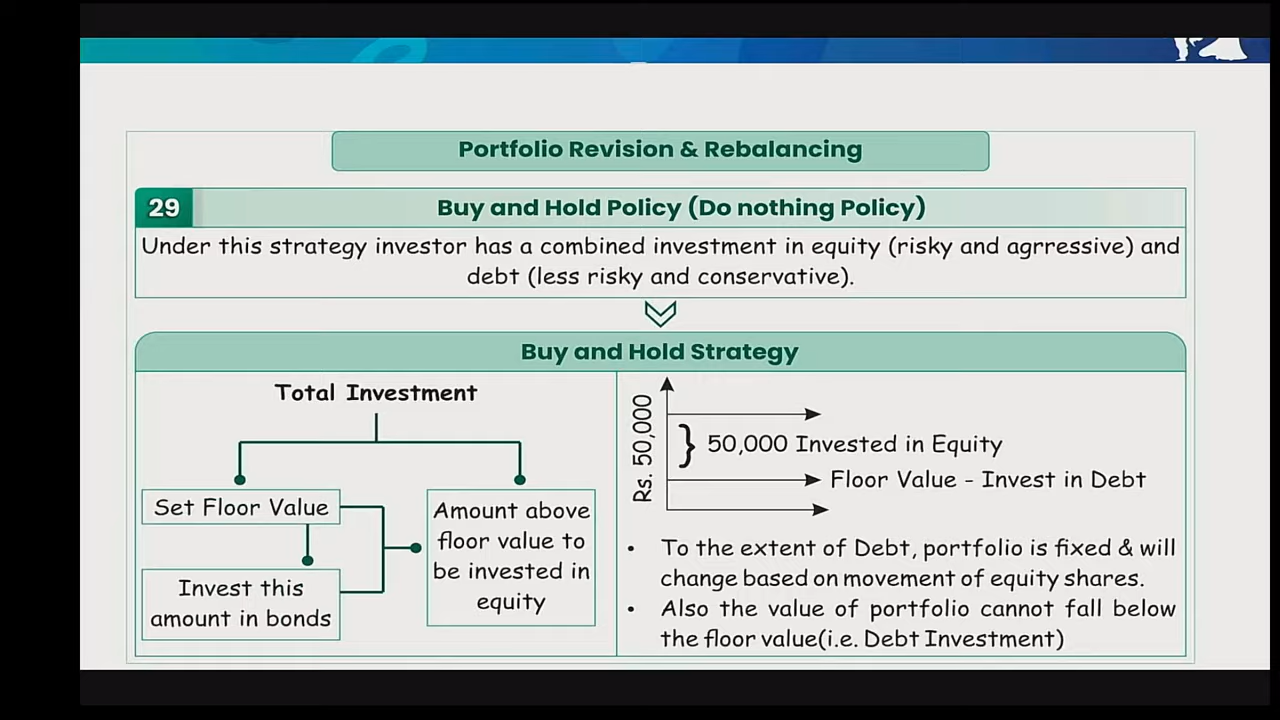 Portfolio Revision & Rebalancing
29
Buy and Hold Policy (Do nothing Policy)
Under this strategy investor has a combined investment in equity (risky and agrressive) and
debt (less risky and conservative).
Buy and Hold Strategy
Total Investment
Set Floor Value
Invest this
amount in bonds
Amount above
floor value to
be invested in
equity
Rs. 50,000
} 50,000 Invested in Equity
Floor Value - Invest in Debt
• To the extent of Debt, portfolio is fixed & will
change based on movement of equity shares.
• Also the value of portfolio cannot fall below
the floor value(i.e. Debt Investment)